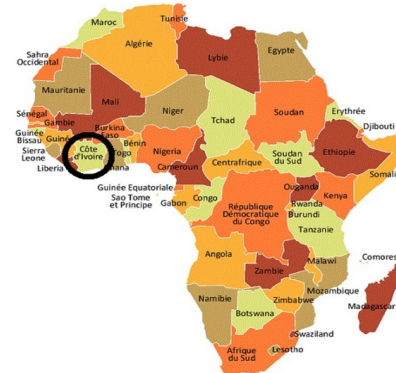 Maroc
Tunisie
Algérie
Lybie
Egypte
Sahra
Occidental
Mauritanie
Mali
Niger
Tchad
Soudan
Erythrée
Djibouti
Sénégal
Gambie
Guinée
Bissau
Guinée
Burkina
Faso
Sierra
Leone
Liberia
Côte
d'Ivoire
Ghana
Togo
Bénin
Nigeria
Cameroun
Centrafrique
Soudan
du Sud
Ethiopie
Somalie
Guinée Equatoriale
Sao Tome
et Principe
Gabon
Congo
République
Démocratique
du Congo
Ouganda
Kenya
Rwanda
Burundi
Tanzanie
Comores
Angola
Zambie
Malawi
Mozambique
Madagascar
Namibie
Botswana
Zimbabwe
Swaziland
Lesotho
Afrique
du Sud